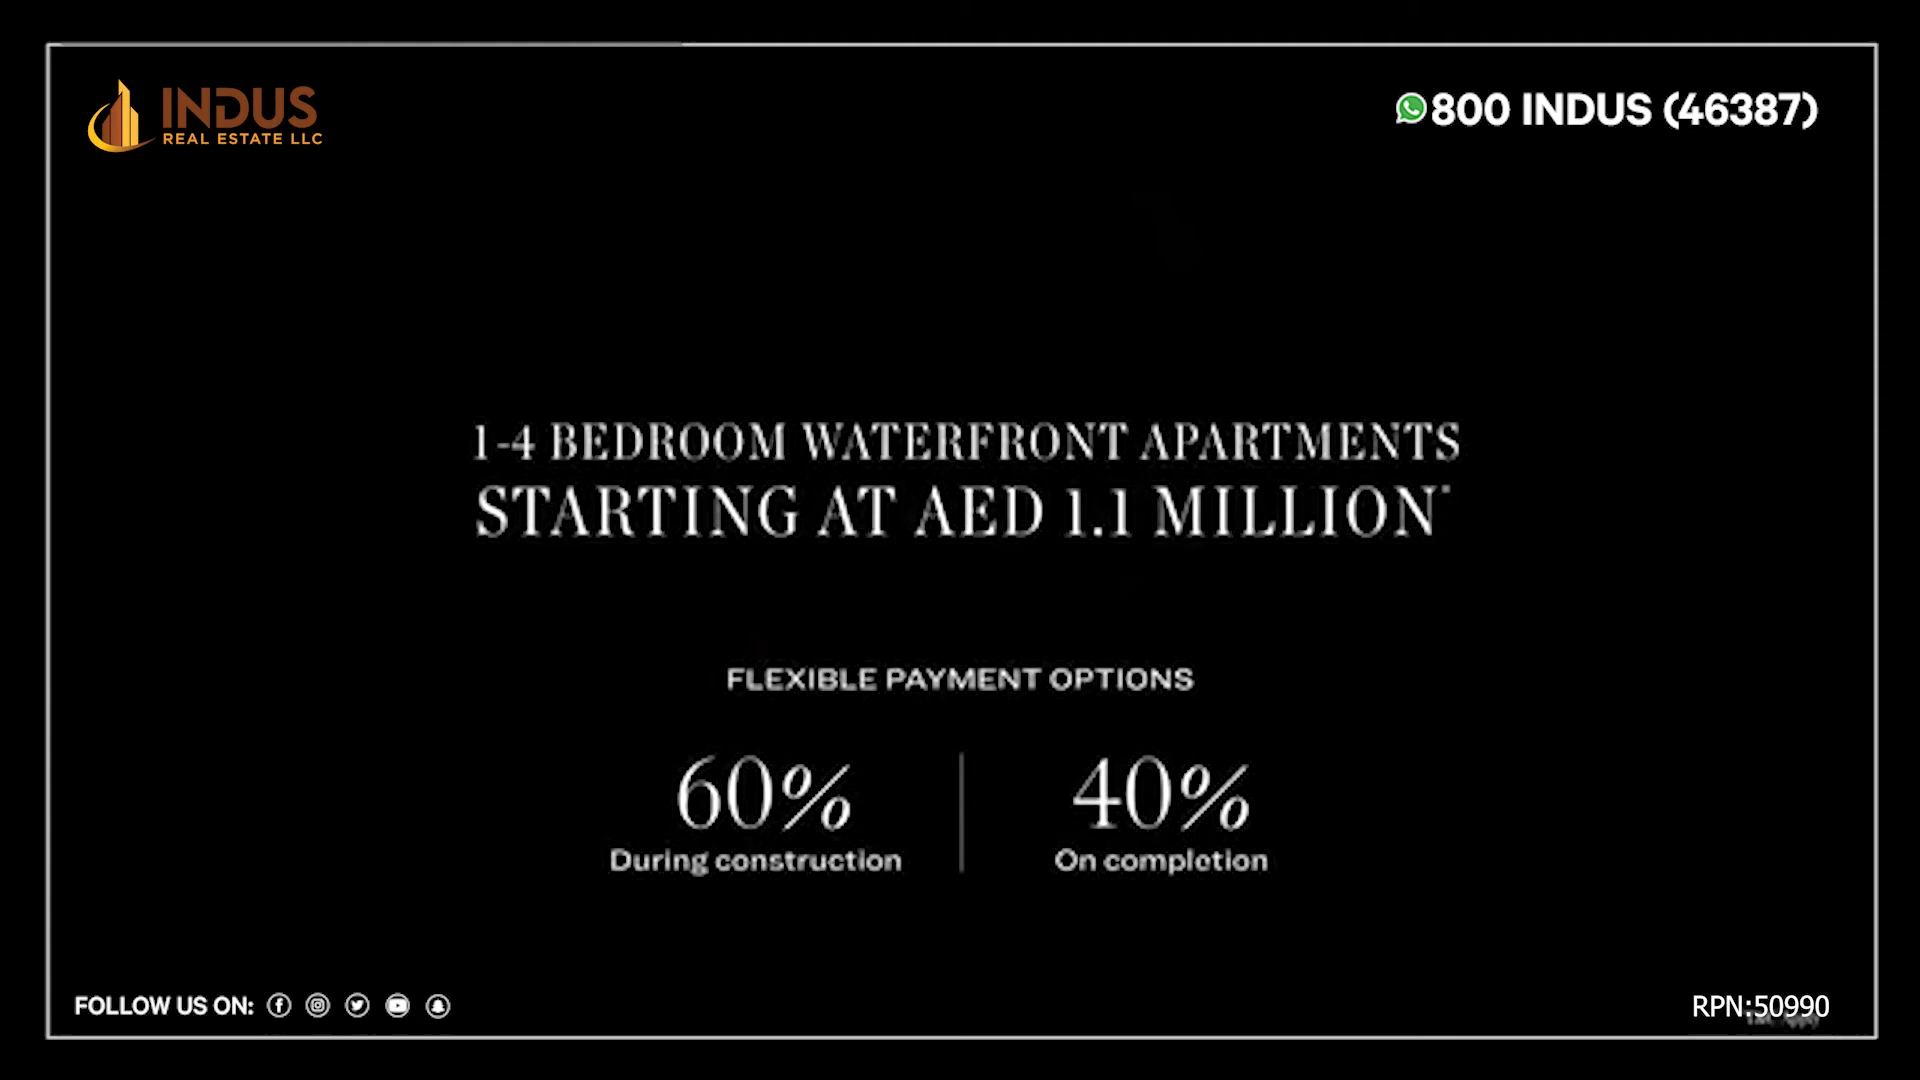 INDUS
REAL ESTATE LLC
800 INDUS (46387)
1-4 BEDROOM WATERFRONT APARTMENTS
STARTING AT AED 1.1 MILLION*
FLEXIBLE PAYMENT OPTIONS
60%
During construction
40%
On completion
FOLLOW US ON:
RPN:50990